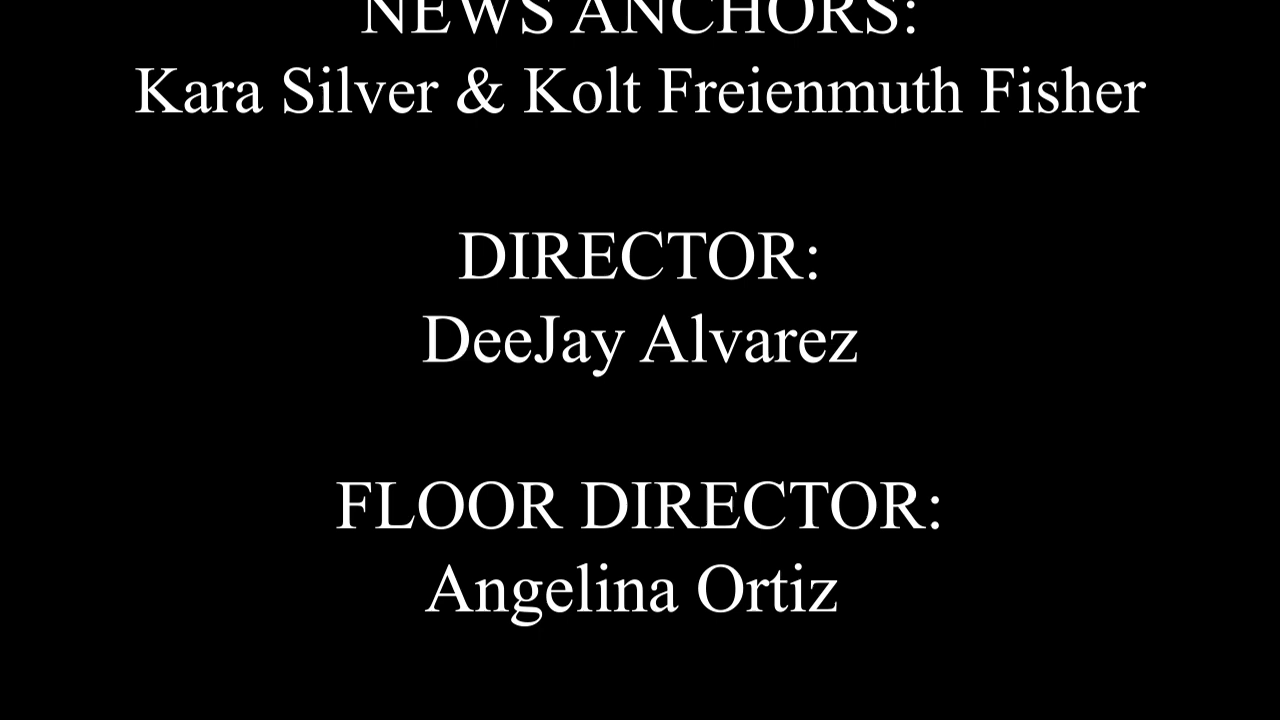 NEWS ANCHORS:
Kara Silver & Kolt Freienmuth Fisher
DIRECTOR:
DeeJay Alvarez
FLOOR DIRECTOR:
Angelina Ortiz